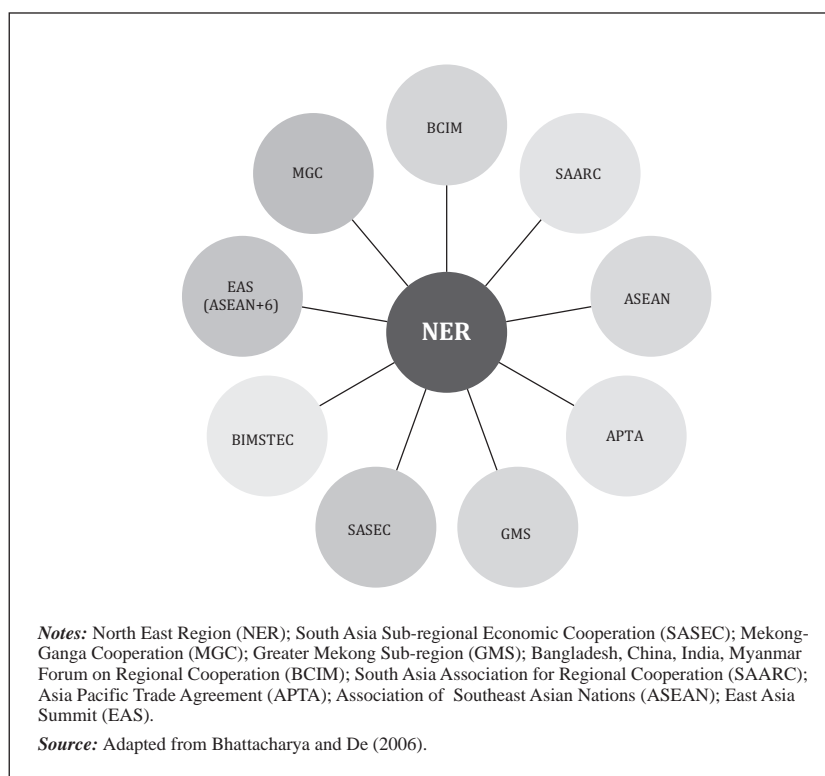 BCIM
SAARC
ASEAN
APTA
GMS
SASEC
BIMSTEC
EAS
(ASEAN+6)
MGC
NER
Notes: North East Region (NER); South Asia Sub-regional Economic Cooperation (SASEC); Mekong-
Ganga Cooperation (MGC); Greater Mekong Sub-region (GMS); Bangladesh, China, India, Myanmar
Forum on Regional Cooperation (BCIM); South Asia Association for Regional Cooperation (SAARC);
Asia Pacific Trade Agreement (APTA); Association of Southeast Asian Nations (ASEAN); East Asia
Summit (EAS).
Source: Adapted from Bhattacharya and De (2006).